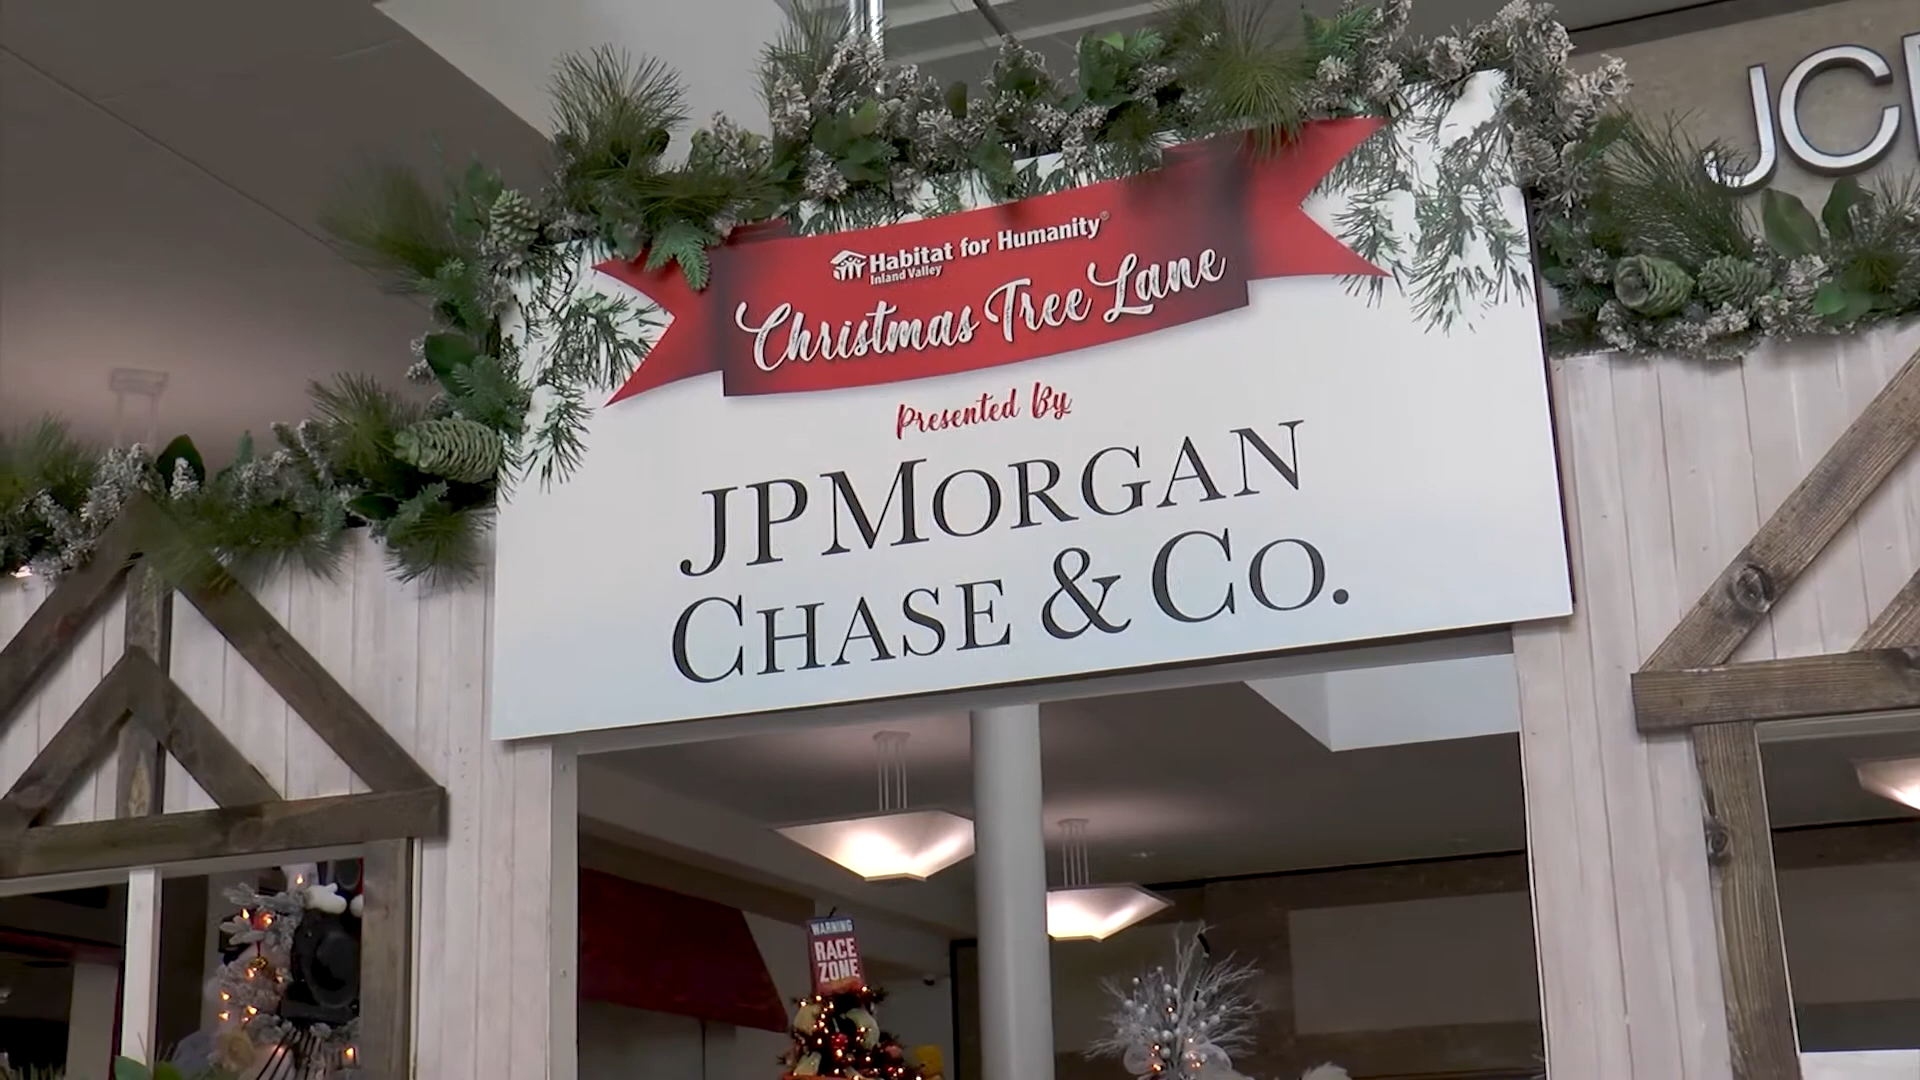 Habitat for Humanity®
Inland Valley
Christmas Tree Lane
Presented By
JPMORGAN
CHASE & CO.
JC
WARNING
RACE
ZONE